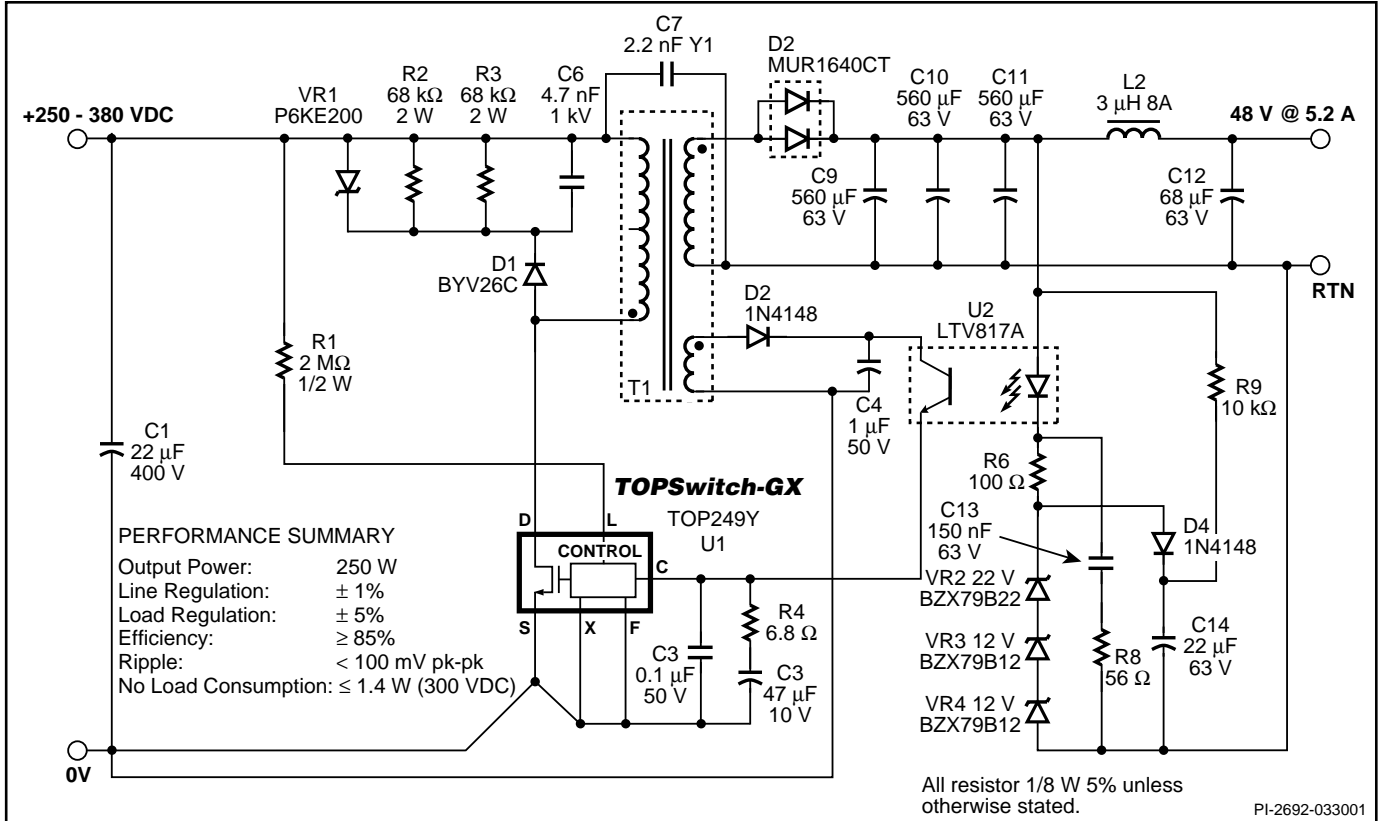 C7
2.2 nF Y1
D2
MUR1640CT
R2
68 kΩ
2 W
R3
68 kΩ
2 W
C6
4.7 nF
1 kV
VR1
P6KE200
C10
560 µF
63 V
C11
560 µF
63 V
L2
3 µH 8A
+250 - 380 VDC
48 V @ 5.2 A
C9
560 µF
63 V
C12
68 µF
63 V
D1
BYV26C
RTN
D2
1N4148
U2
LTV817A
R1
2 MΩ
1/2 W
T1
R9
10 kΩ
C4
1 µF
50 V
C1
22 µF
400 V
R6
100 Ω
TOPSwitch-GX
TOP249Y
U1
C13
150 nF
63 V
D4
1N4148
D
L
CONTROL
C
S
X
F
VR2 22 V
BZX79B22
R4
6.8 Ω
C14
22 µF
63 V
VR3 12 V
BZX79B12
R8
56 Ω
C3
0.1 µF
50 V
C3
47 µF
10 V
VR4 12 V
BZX79B12
PERFORMANCE SUMMARY
Output Power: 250 W
Line Regulation: ± 1%
Load Regulation: ± 5%
Efficiency: ≥ 85%
Ripple: < 100 mV pk-pk
No Load Consumption: ≤ 1.4 W (300 VDC)
0V
All resistor 1/8 W 5% unless
otherwise stated.
PI-2692-033001